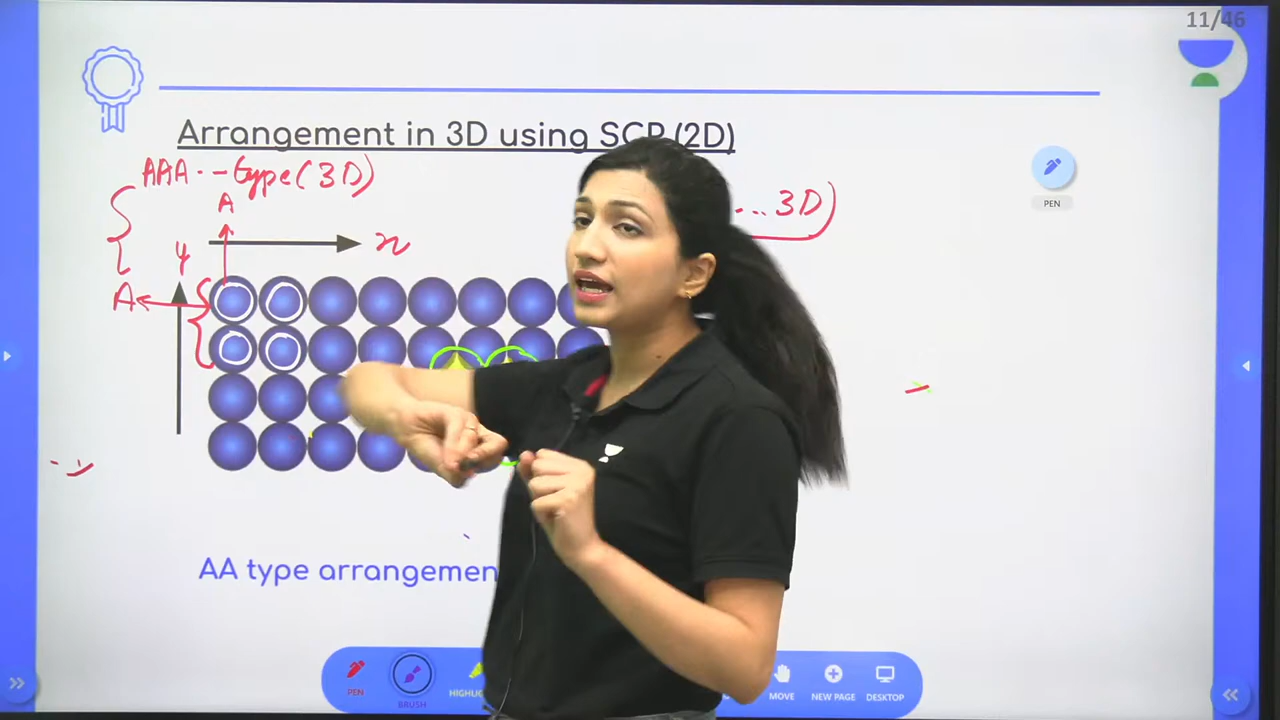 11/46
Arrangement in 3D using SCP (2D)
AAA..-type (3D)
... 3D)
A
PEN
y
x
A
AA type arrangemen
PEN
BRUSH
HIGHLI
MOVE
NEW PAGE
DESKTOP